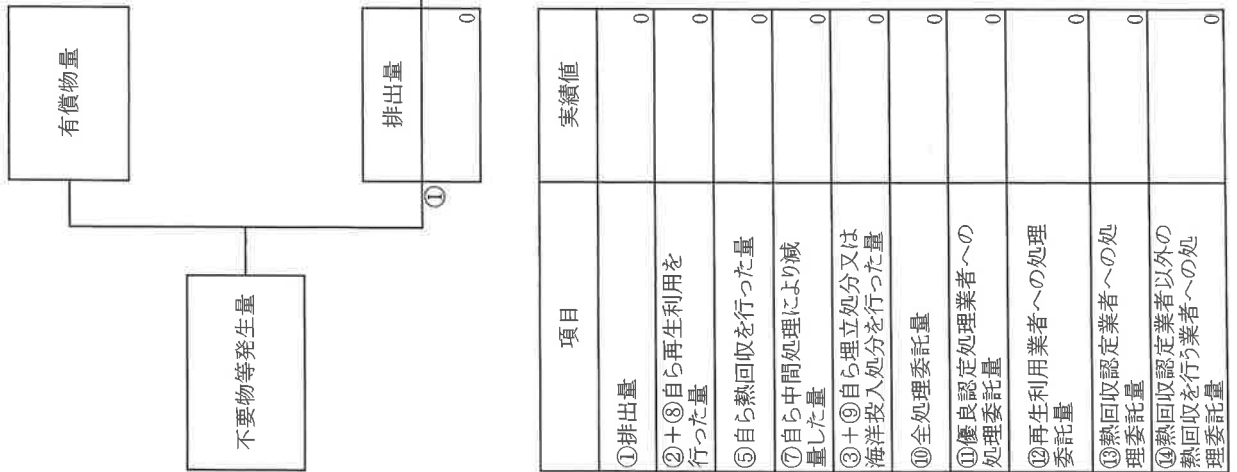 不要物等発生量
有償物量
①
排出量
0
項目
実績値
①排出量
0
②+⑧自ら再生利用を
行った量
0
⑤自ら熱回収を行った量
0
⑦自ら中間処理により減
量した量
0
③+⑨自ら埋立処分又は
海洋投入処分を行った量
0
⑩全処理委託量
0
⑪優良認定処理業者への
処理委託量
0
⑫再生利用業者への処理
委託量
0
⑬熱回収認定業者への処
理委託量
0
⑭熱回収認定業者以外の
熱回収を行う業者への処
理委託量
0